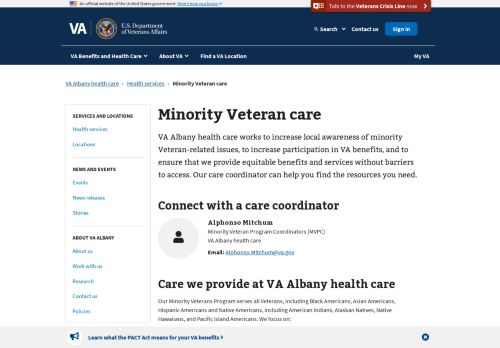 An official website of the United States government Here's how you know
Talk to the Veterans Crisis Line now
VA
U.S. Department
of Veterans Affairs
Search
Contact us
Sign in
VA Benefits and Health Care
About VA
Find a VA Location
My VA
VA Albany health care › Health services › Minority Veteran care
SERVICES AND LOCATIONS
Health services
Locations
NEWS AND EVENTS
Events
News releases
Stories
ABOUT VA ALBANY
About us
Work with us
Research
Contact us
Policies
Minority Veteran care
VA Albany health care works to increase local awareness of minority
Veteran-related issues, to increase participation in VA benefits, and to
ensure that we provide equitable benefits and services without barriers
to access. Our care coordinator can help you find the resources you need.
Connect with a care coordinator
Alphonso Mitchum
Minority Veteran Program Coordinators (MVPC)
VA Albany health care
Email: Alphonso.Mitchum@va.gov
Care we provide at VA Albany health care
Our Minority Veterans Program serves all Veterans, including Black Americans, Asian Americans,
Hispanic Americans and Native Americans, including American Indians, Alaskan Natives, Native
Hawaiians, and Pacific Island Americans. We focus on:
Learn what the PACT Act means for your VA benefits